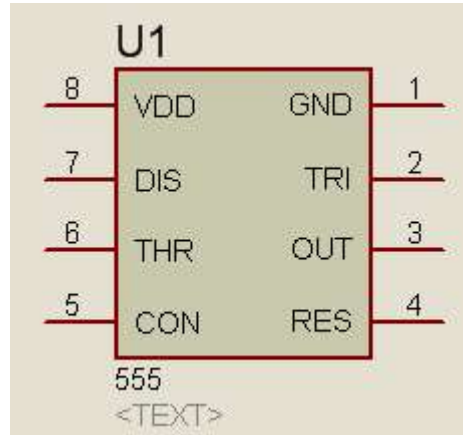 U1
8 VDD GND 1
7 DIS TRI 2
6 THR OUT 3
5 CON RES 4
555
<TEXT>